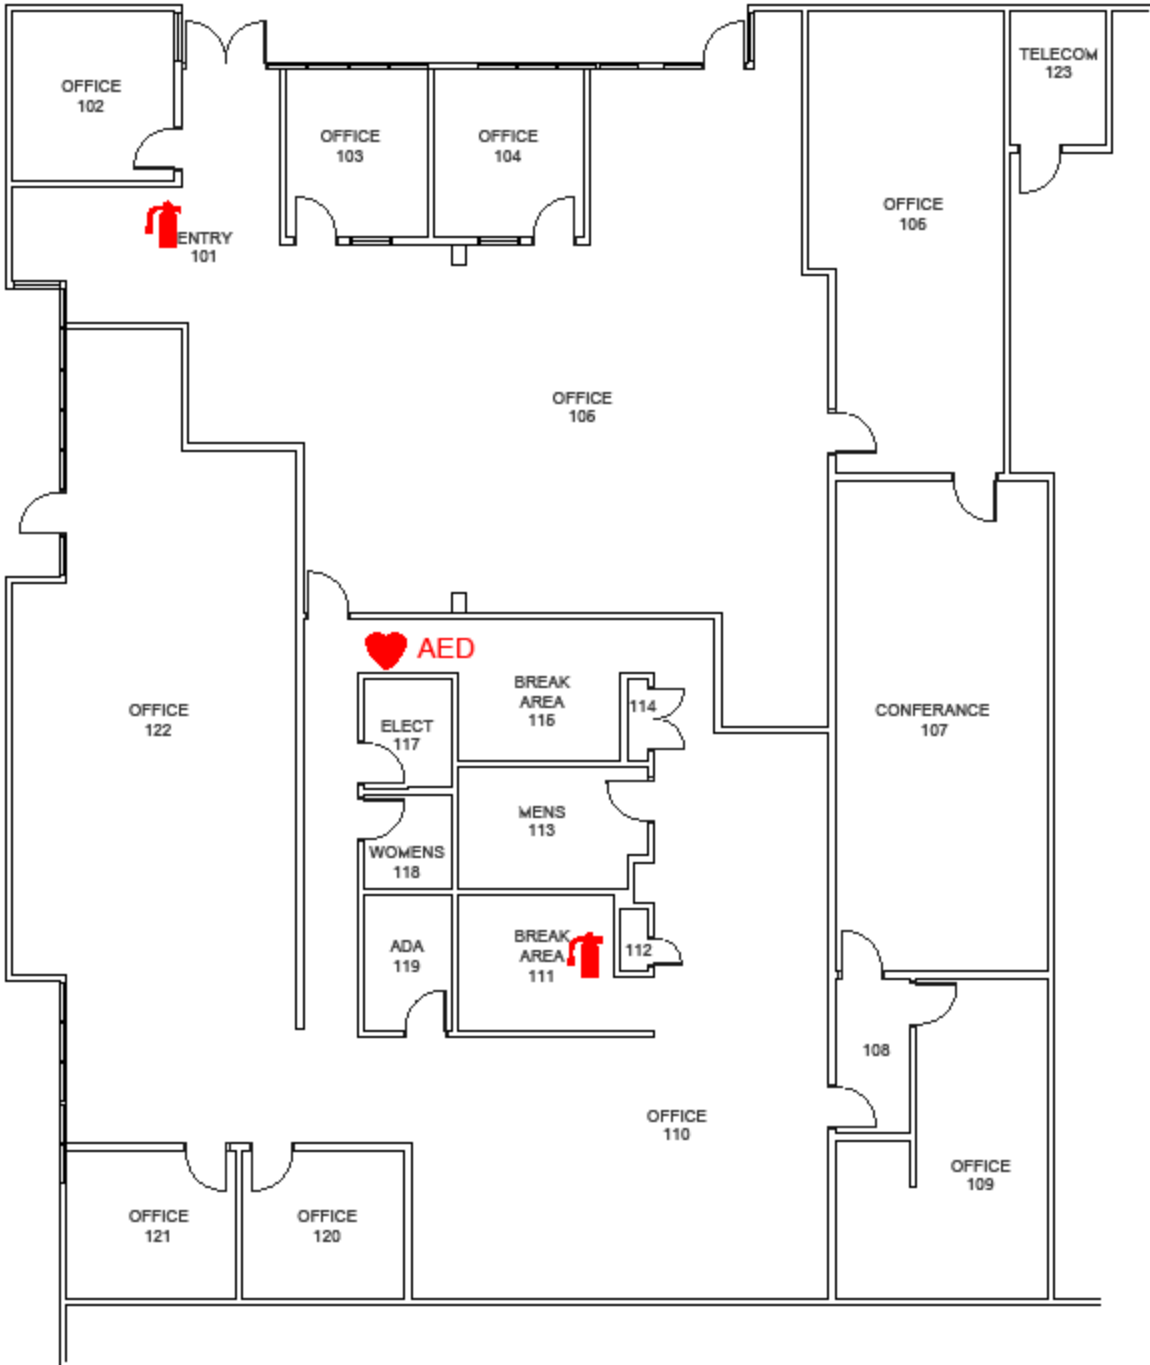 OFFICE
102
OFFICE
103
OFFICE
104
TELECOM
123
OFFICE
106
ENTRY
101
OFFICE
105
OFFICE
122
AED
BREAK
AREA
115
114
ELECT
117
CONFERANCE
107
MENS
113
WOMENS
118
ADA
119
BREAK
AREA
111
112
108
OFFICE
110
OFFICE
109
OFFICE
121
OFFICE
120